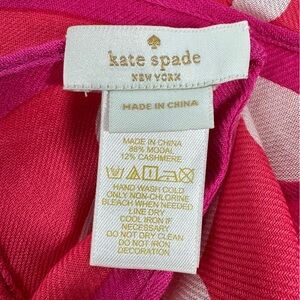 kate spade
NEW YORK
MADE IN CHINA
MADE IN CHINA
88% MODAL
12% CASHMERE
HAND WASH COLD
ONLY NON-CHLORINE
BLEACH WHEN NEEDED
LINE DRY
COOL IRON IF
NECESSARY
DO NOT DRY CLEAN
DO NOT IRON
DECORATION